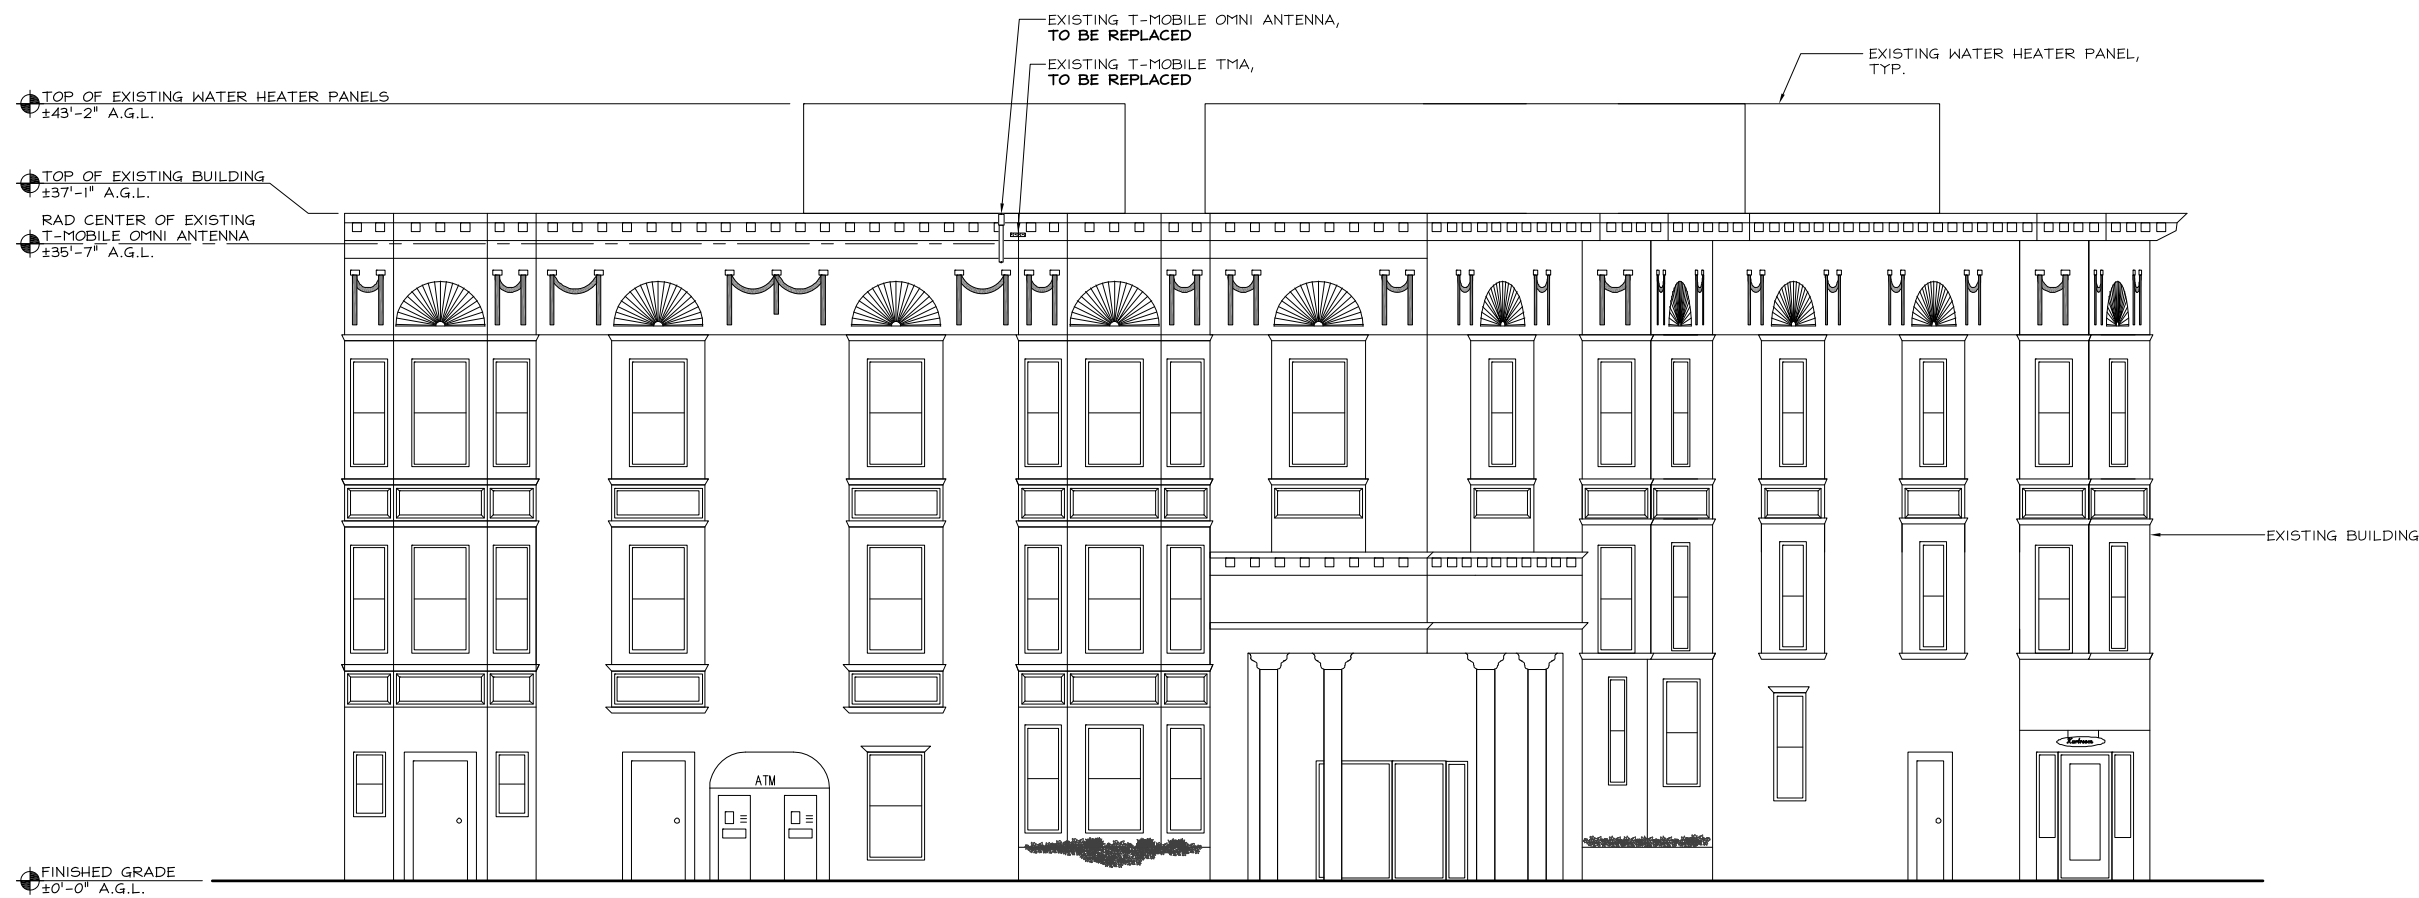 EXISTING T-MOBILE OMNI ANTENNA,
TO BE REPLACED
EXISTING T-MOBILE TMA,
TO BE REPLACED
EXISTING WATER HEATER PANEL,
TYP.
TOP OF EXISTING WATER HEATER PANELS
±43'-2" A.G.L.
TOP OF EXISTING BUILDING
±37'-1" A.G.L.
RAD CENTER OF EXISTING
T-MOBILE OMNI ANTENNA
±35'-7" A.G.L.
EXISTING BUILDING
ATM
FINISHED GRADE
±0'-0" A.G.L.